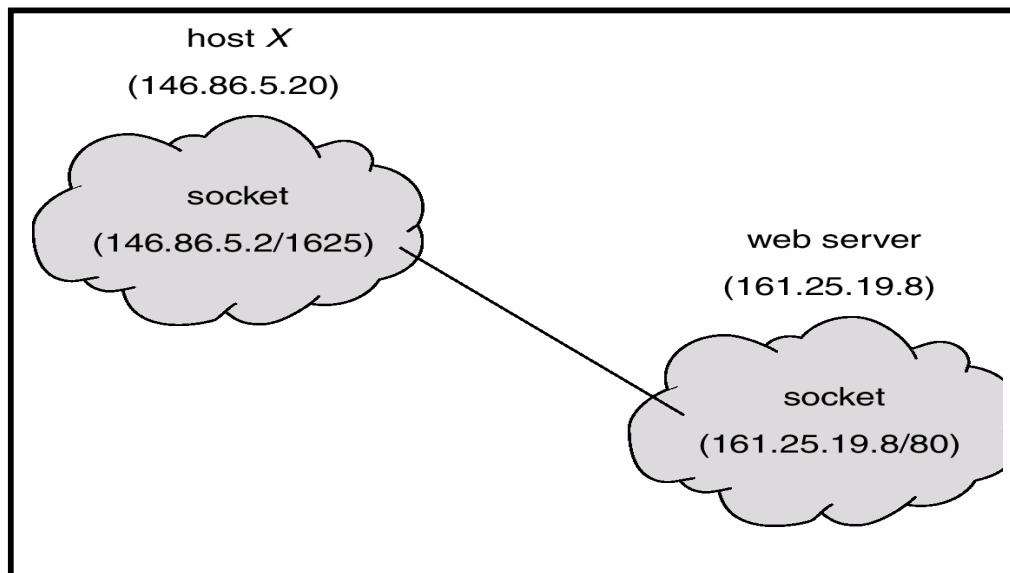 host X
(146.86.5.20)
socket
(146.86.5.2/1625)
web server
(161.25.19.8)
socket
(161.25.19.8/80)